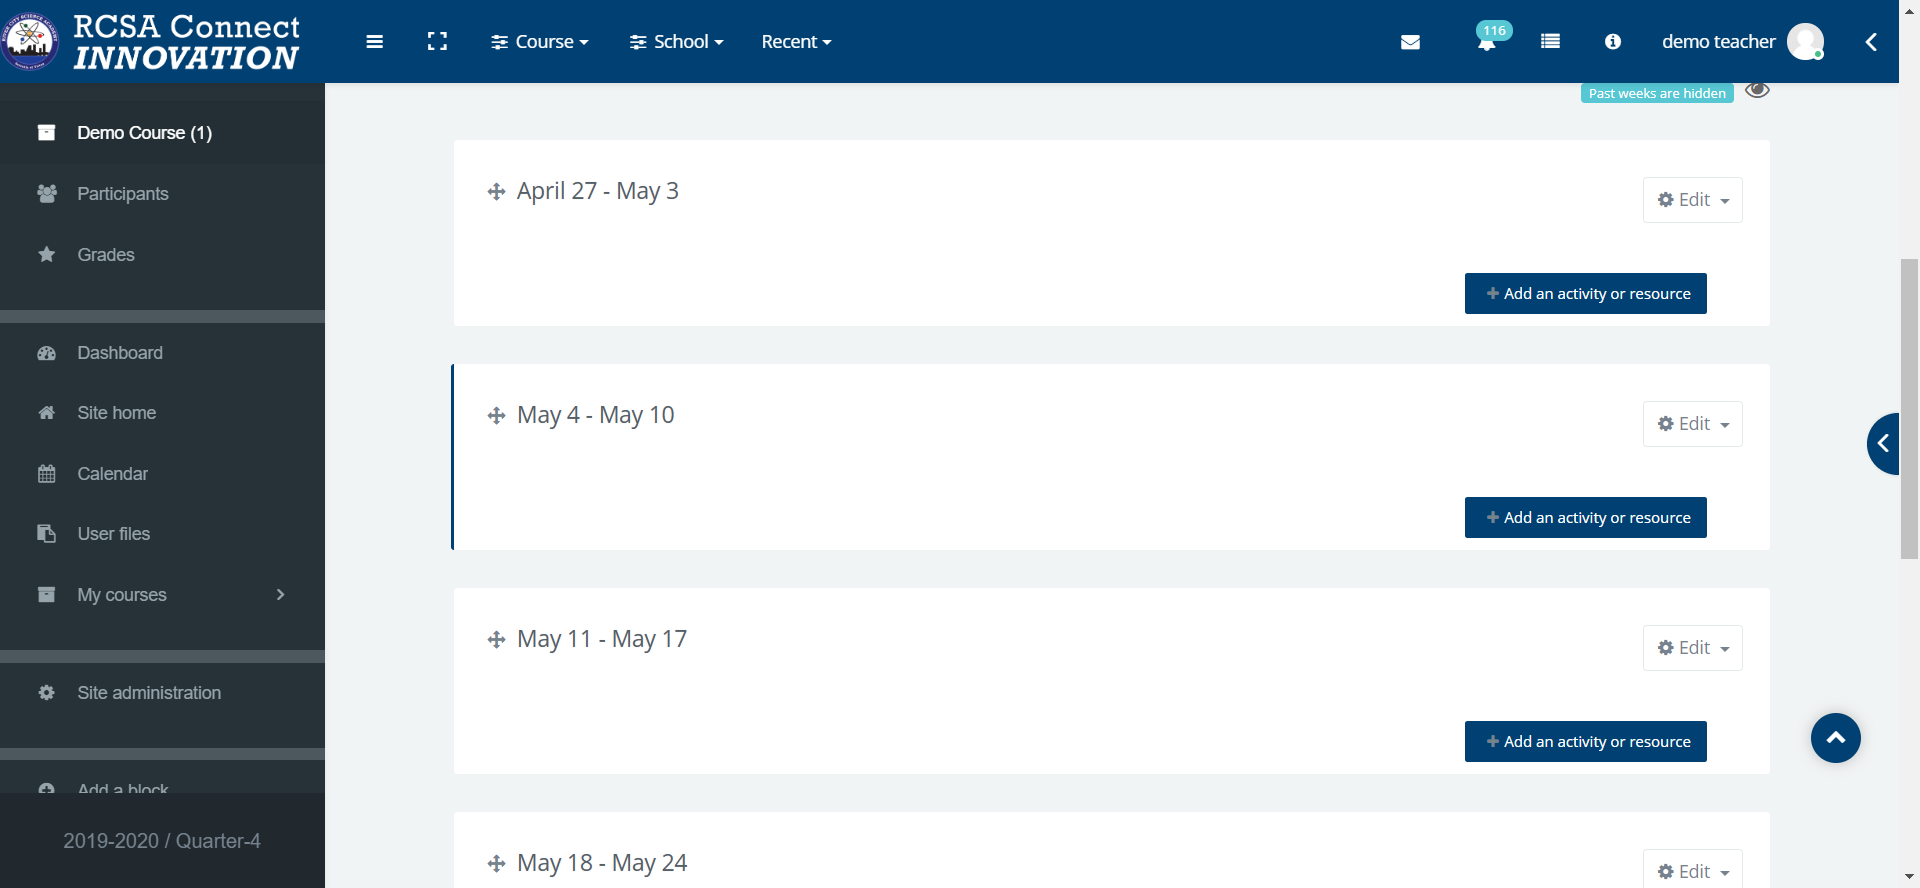 RCSA Connect
INNOVATION
Course
School
Recent
116
demo teacher
Past weeks are hidden
Demo Course (1)
Participants
Grades
Dashboard
Site home
Calendar
User files
My courses
Site administration
Add a block
2019-2020 / Quarter-4
April 27 - May 3
Edit
Add an activity or resource
May 4 - May 10
Edit
Add an activity or resource
May 11 - May 17
Edit
Add an activity or resource
May 18 - May 24
Edit